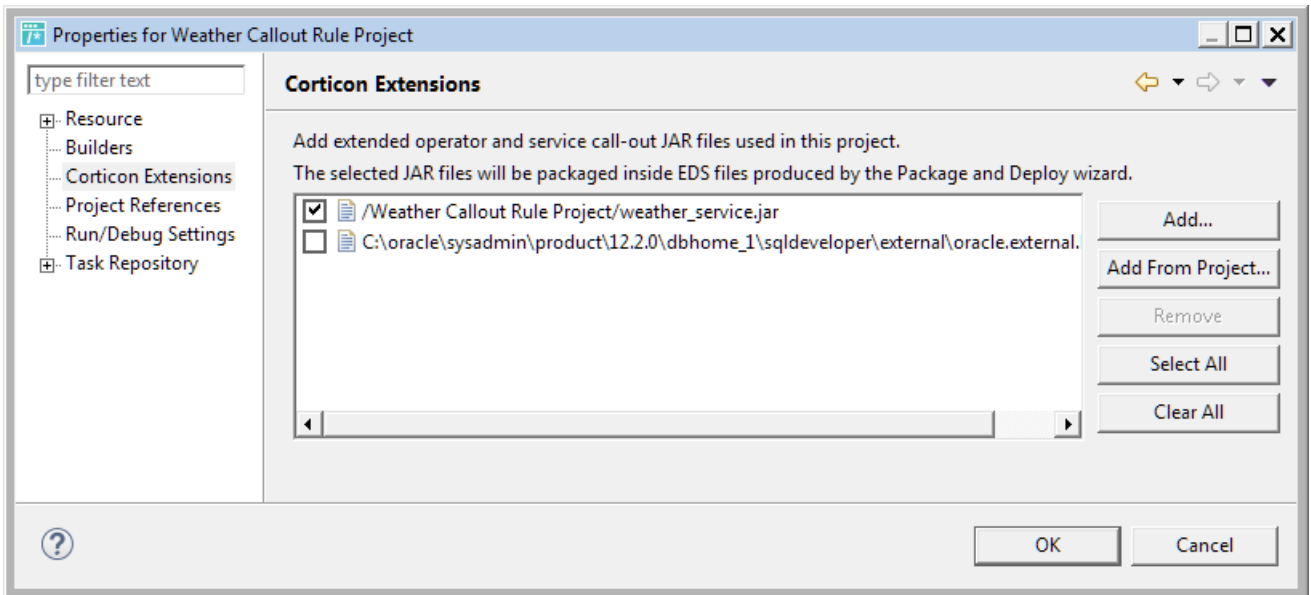 Properties for Weather Callout Rule Project
type filter text
Resource
Builders
Corticon Extensions
Project References
Run/Debug Settings
Task Repository
Corticon Extensions
Add extended operator and service call-out JAR files used in this project.
The selected JAR files will be packaged inside EDS files produced by the Package and Deploy wizard.
/Weather Callout Rule Project/weather_service.jar
C:\oracle\sysadmin\product\12.2.0\dbhome_1\sqldeveloper\external\oracle.external.
Add...
Add From Project...
Remove
Select All
Clear All
OK
Cancel